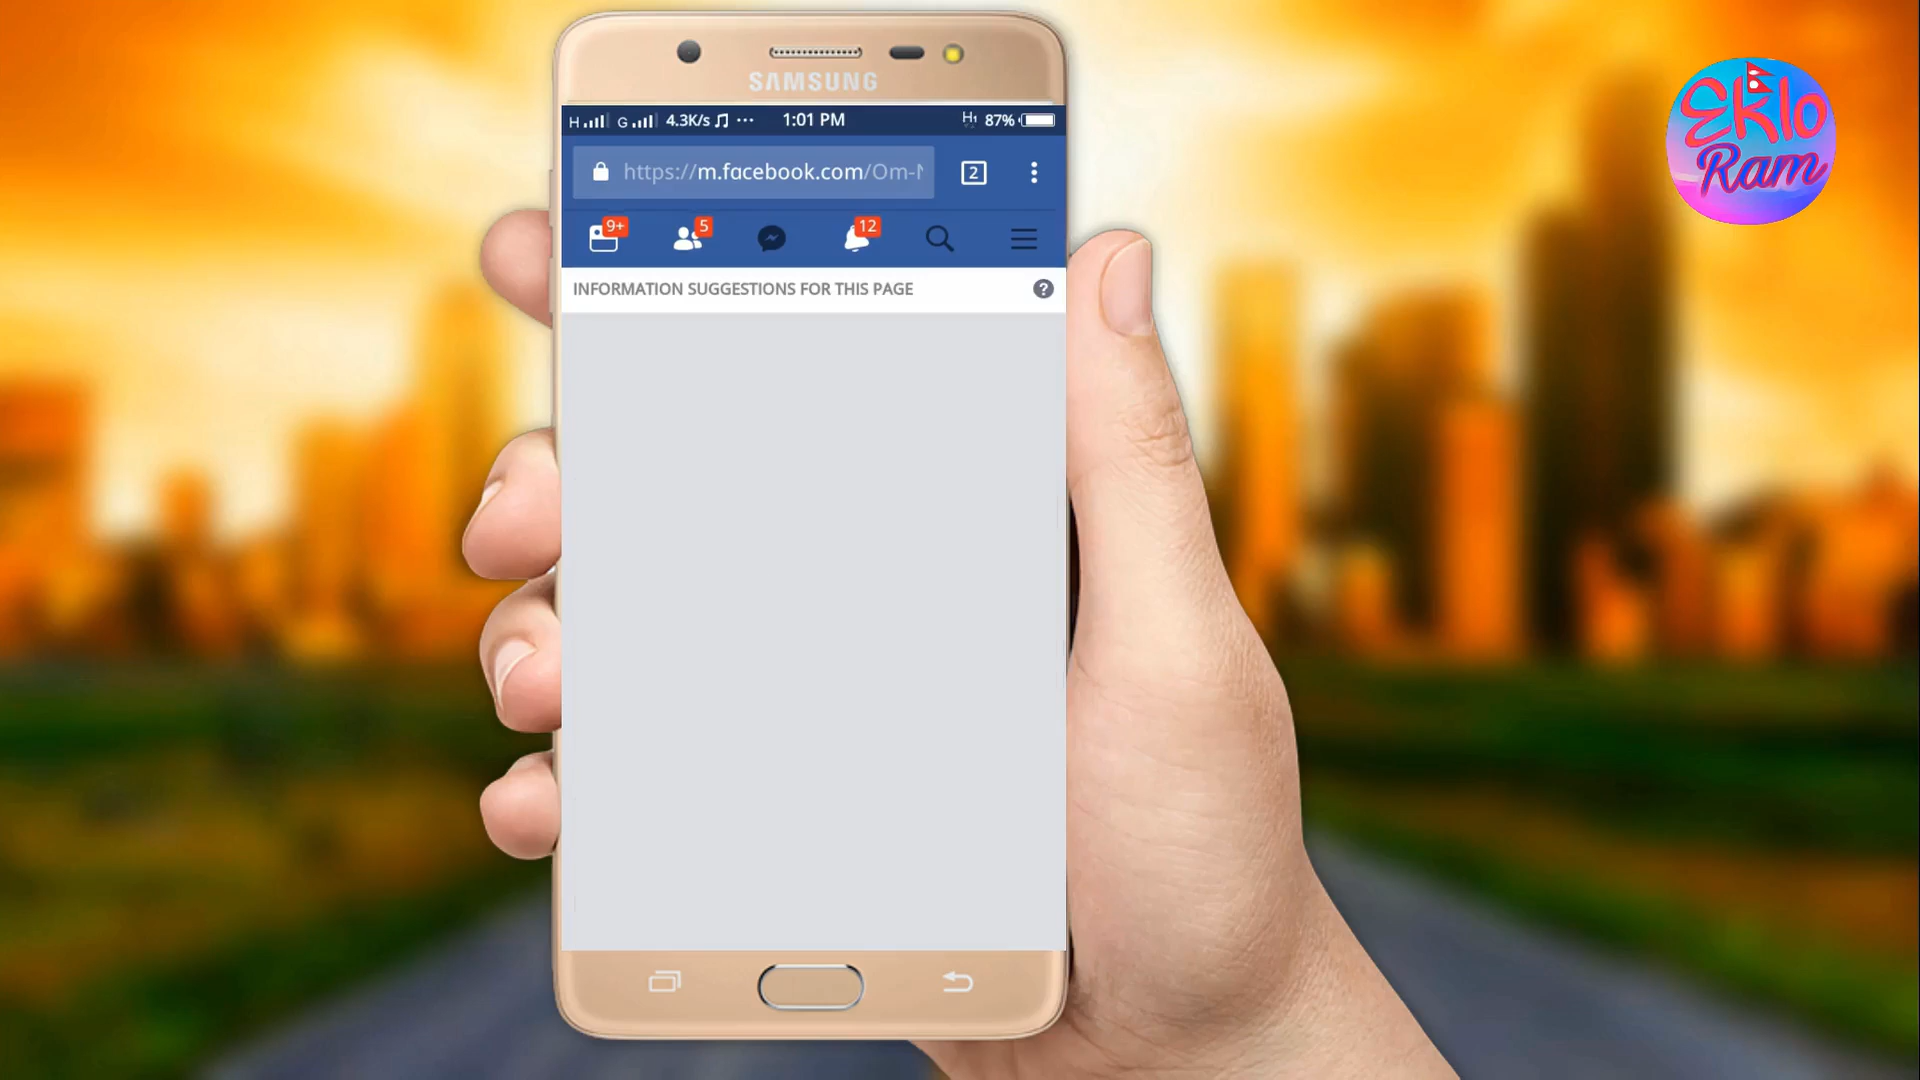 SAMSUNG
H G 4.3K/s ... 1:01 PM H1 87%
https://m.facebook.com/Om-N
2
9+ 5 12
INFORMATION SUGGESTIONS FOR THIS PAGE ?
Eklo
Ram